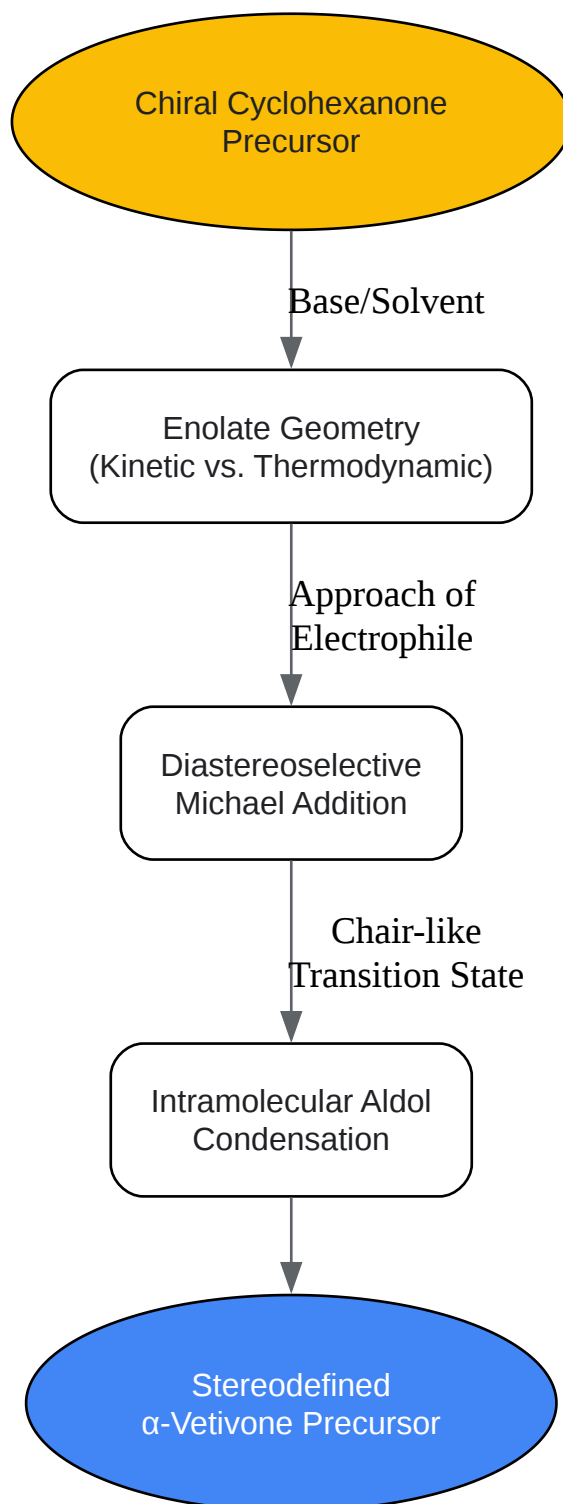 Chiral Cyclohexanone
Precursor
Base/Solvent
Enolate Geometry
(Kinetic vs. Thermodynamic)
Approach of
Electrophile
Diastereoselective
Michael Addition
Chair-like
Transition State
Intramolecular Aldol
Condensation
Stereodefined
α-Vetivone Precursor